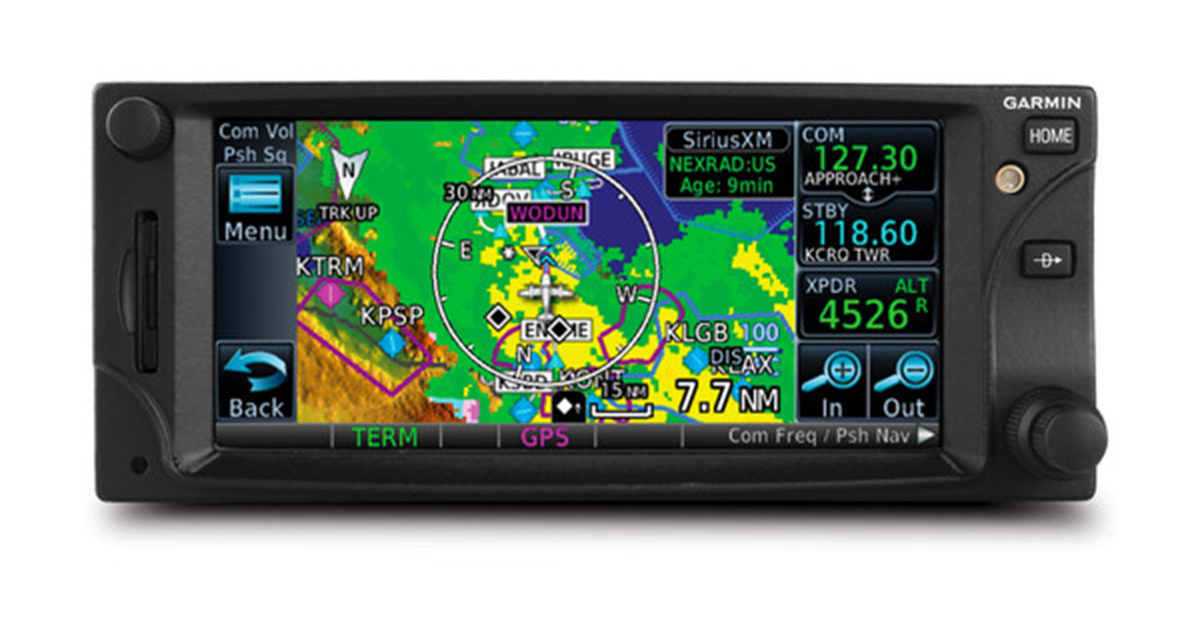 GARMIN
HOME
Com Vol
Psh Sq
Menu
Back
N
TRK UP
KTRM
KPSP
30 NM
S
WODUN
E
W
N
SiriusXM
NEXRAD:US
Age: 9min
KLGB
100
DIS
7.7 NM
15 NM
COM
127.30
APPROACH+
STBY
118.60
KCRO TWR
XPDR
ALT
4526 R
In
Out
TERM
GPS
Com Freq / Psh Nav